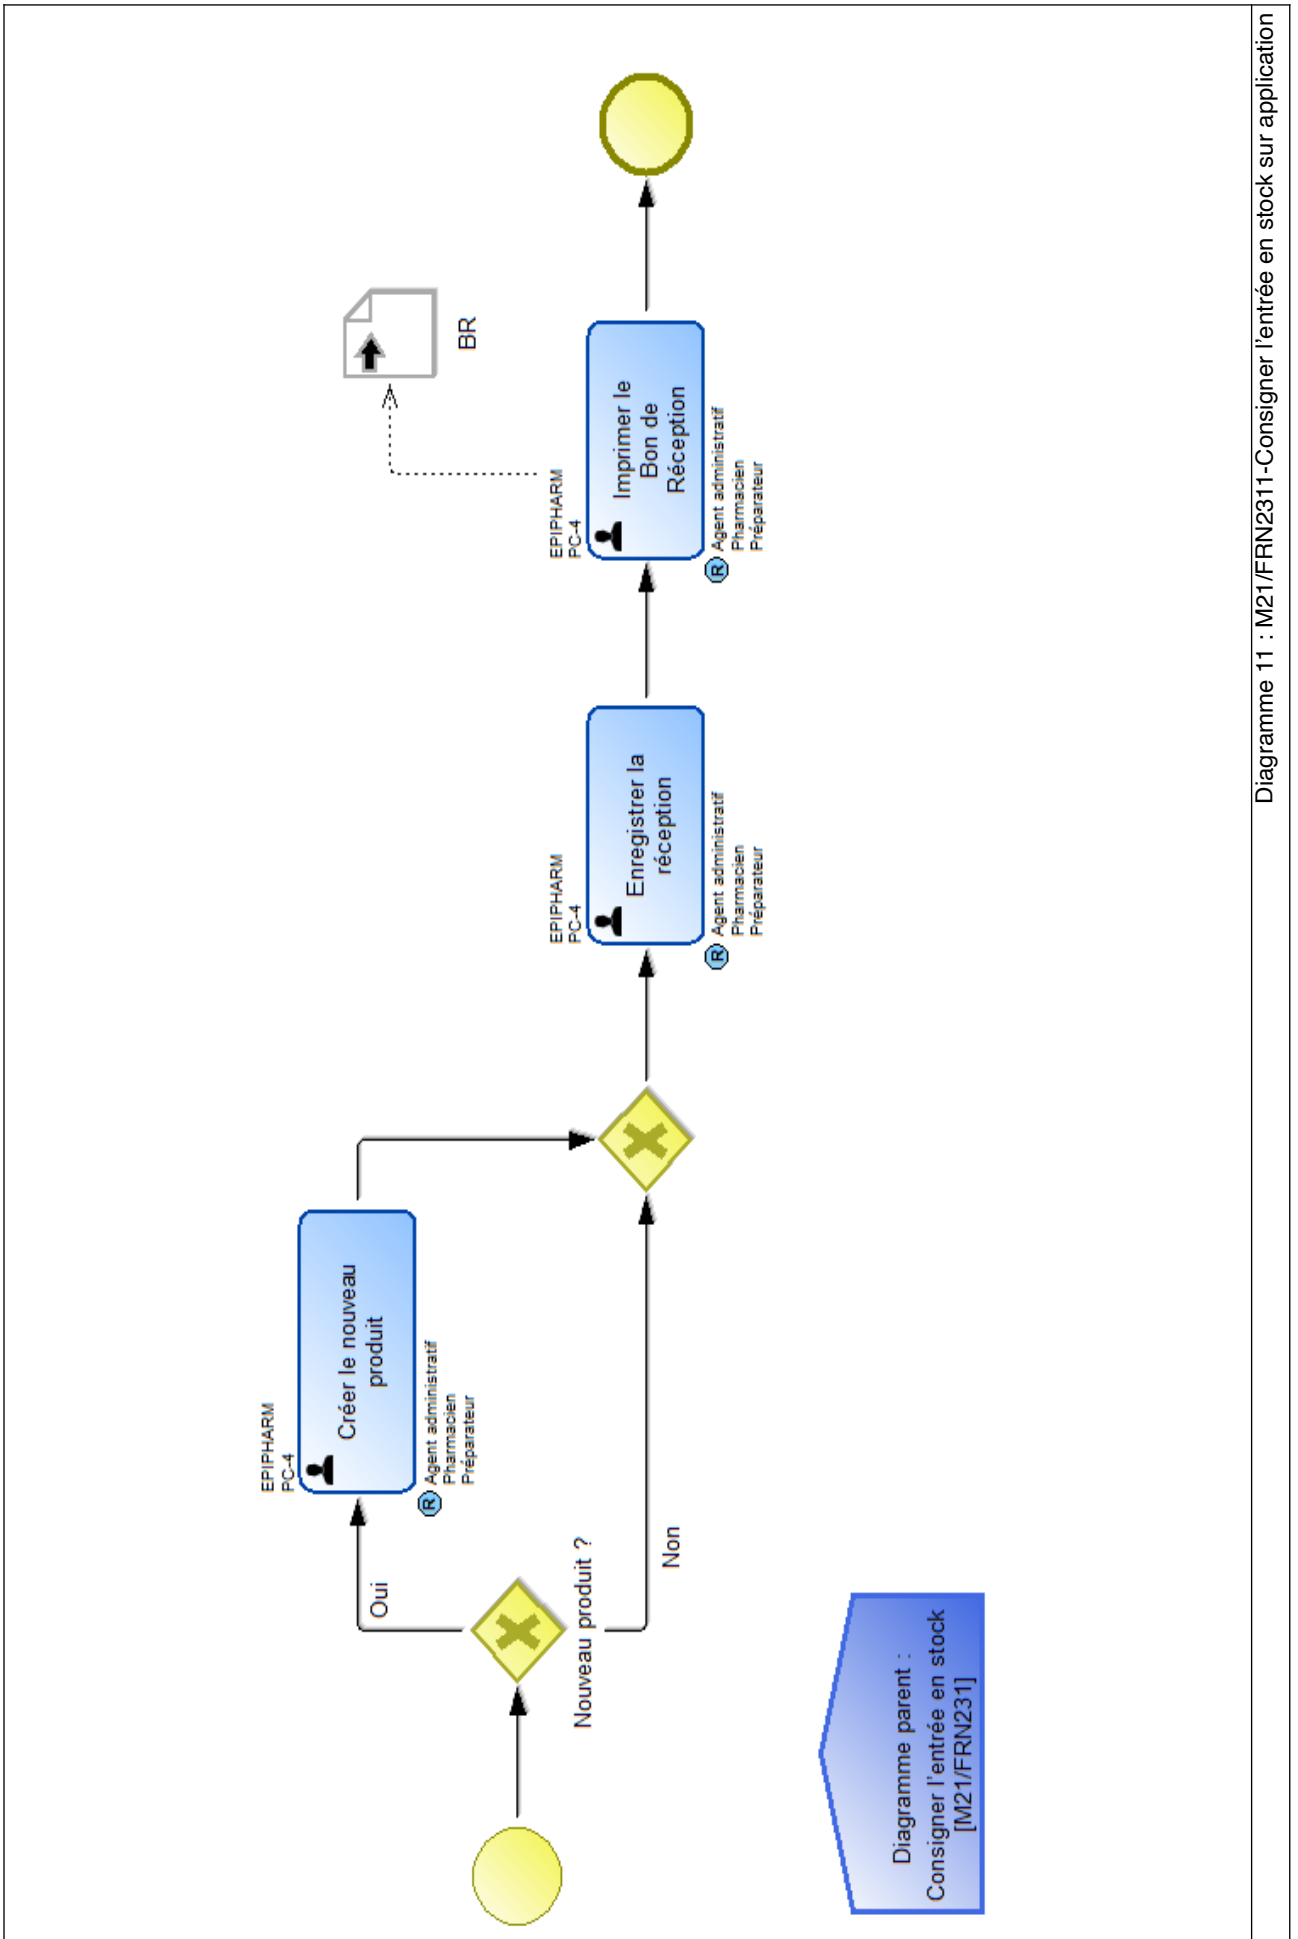 Nouveau produit ?
Oui
Non
EPIPHARM
PC-4
Créer le nouveau
produit
R
Agent administratif
Pharmacien
Préparateur
EPIPHARM
PC-4
Enregistrer la
réception
R
Agent administratif
Pharmacien
Préparateur
EPIPHARM
PC-4
Imprimer le
Bon de
Réception
R
Agent administratif
Pharmacien
Préparateur
BR
Diagramme parent :
Consigner l'entrée en stock
[M21/FRN231]
Diagramme 11 : M21/FRN2311-Consigner l'entrée en stock sur application